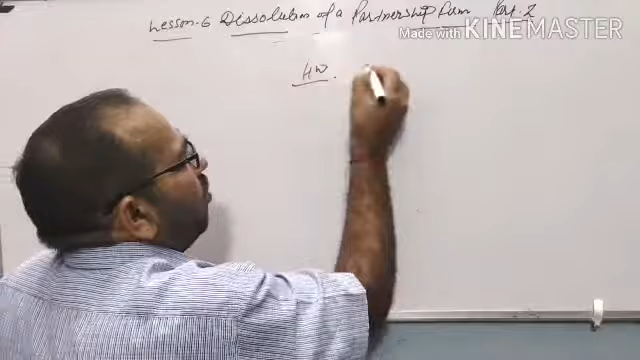 Lesson-6 Dissolution of a Partnership Firm Part-2
Made with KINEMASTER
HW.